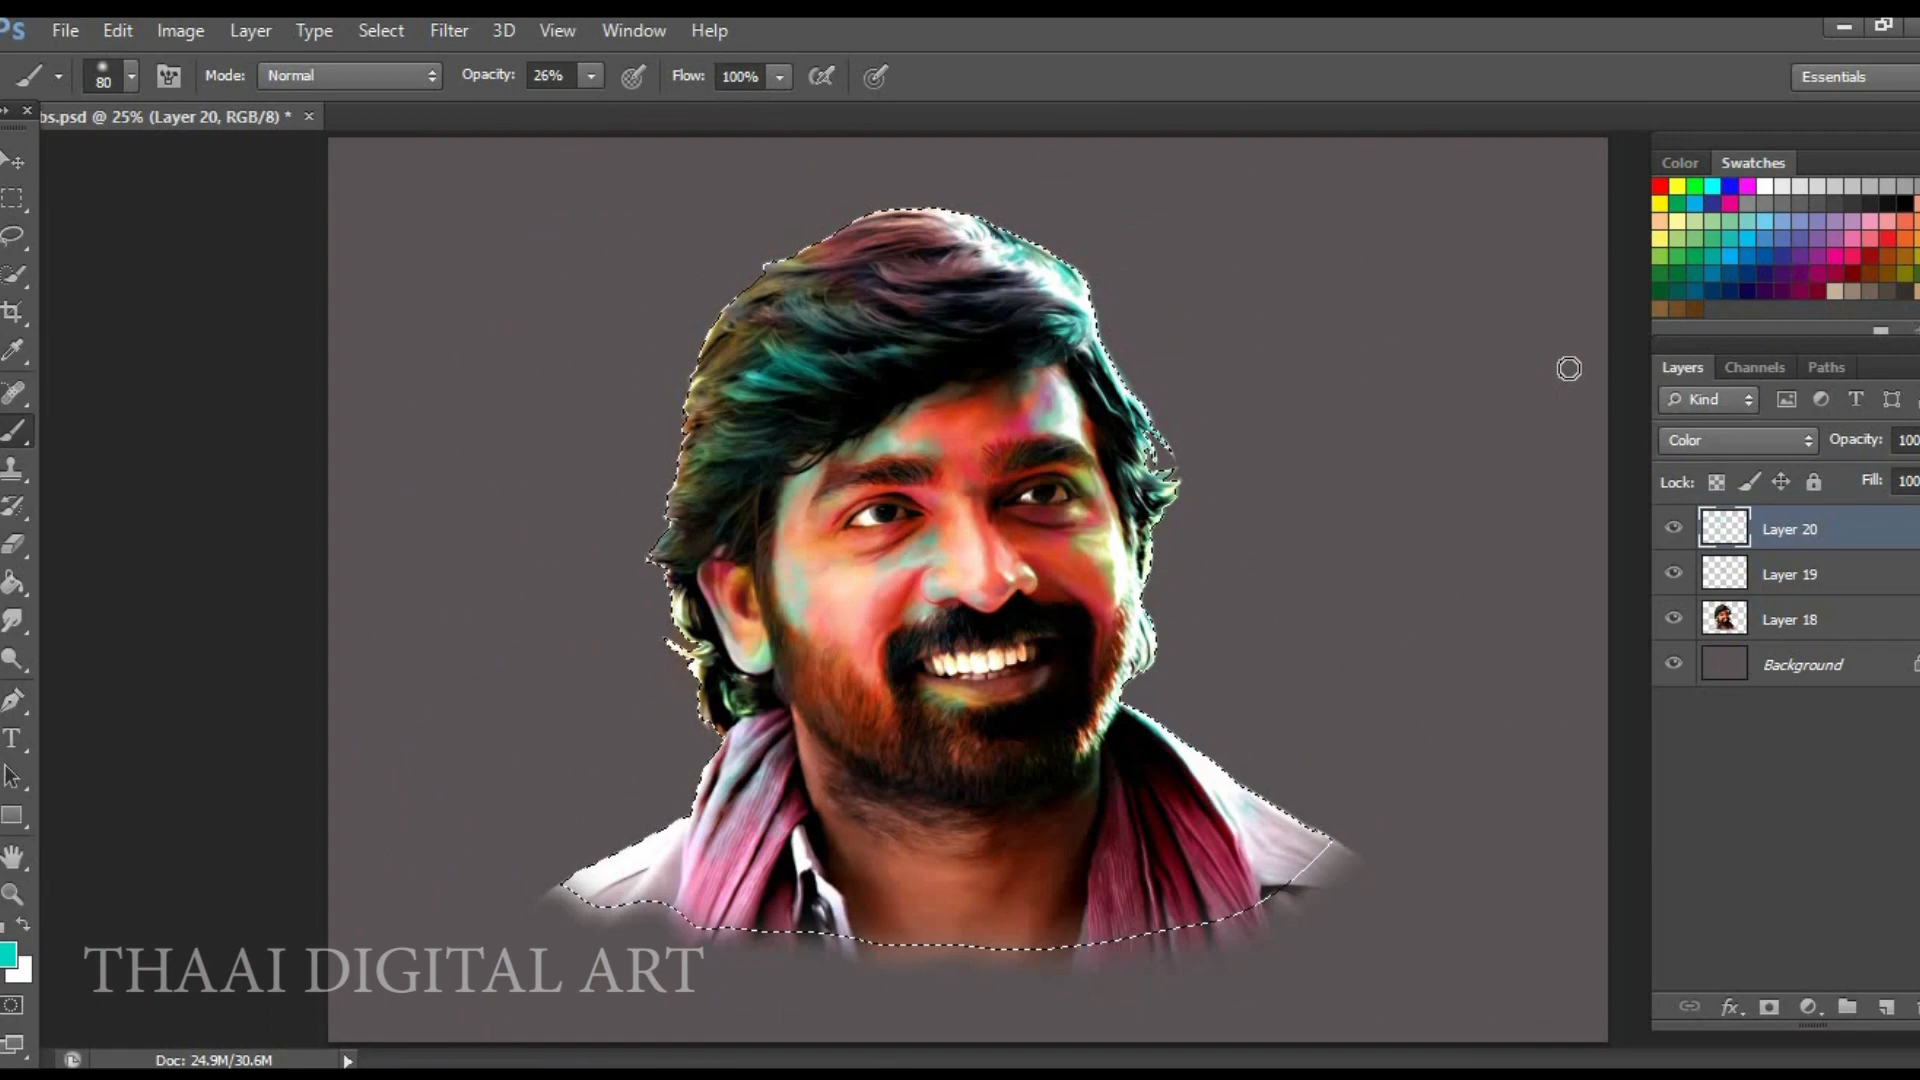 Ps File Edit Image Layer Type Select Filter 3D View Window Help
80 Mode: Normal Opacity: 26% Flow: 100% Essentials
bs.psd @ 25% (Layer 20, RGB/8) * ×
Color Swatches
Layers Channels Paths
Kind
Color Opacity: 100
Lock: Fill: 100
Layer 20
Layer 19
Layer 18
Background
THAAI DIGITAL ART
fx
Doc: 24.9M/30.6M